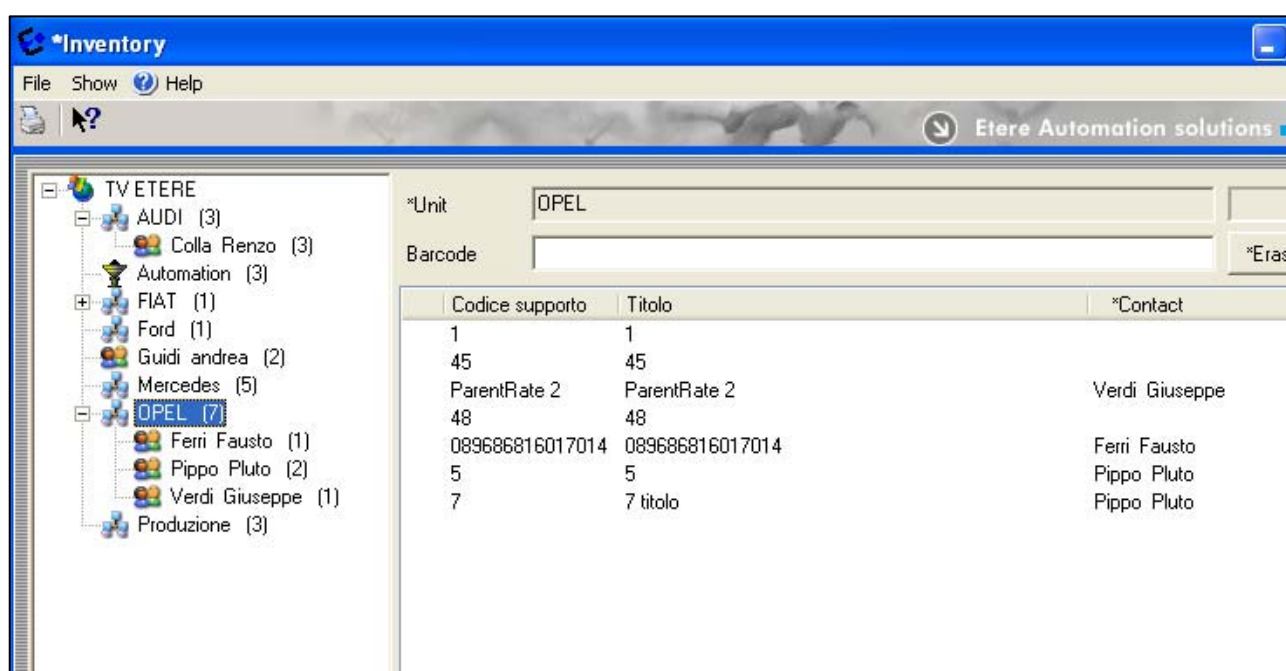 *Inventory
File Show Help
Etere Automation solutions
TV ETERE
AUDI (3)
Colla Renzo (3)
Automation (3)
FIAT (1)
Ford (1)
Guidi andrea (2)
Mercedes (5)
OPEL (7)
Ferri Fausto (1)
Pippo Pluto (2)
Verdi Giuseppe (1)
Produzione (3)
*Unit OPEL
Barcode *Eras
Codice supporto Titolo *Contact
1 1
45 45
ParentRate 2 ParentRate 2 Verdi Giuseppe
48 48
089686816017014 089686816017014 Ferri Fausto
5 5 Pippo Pluto
7 7 titolo Pippo Pluto